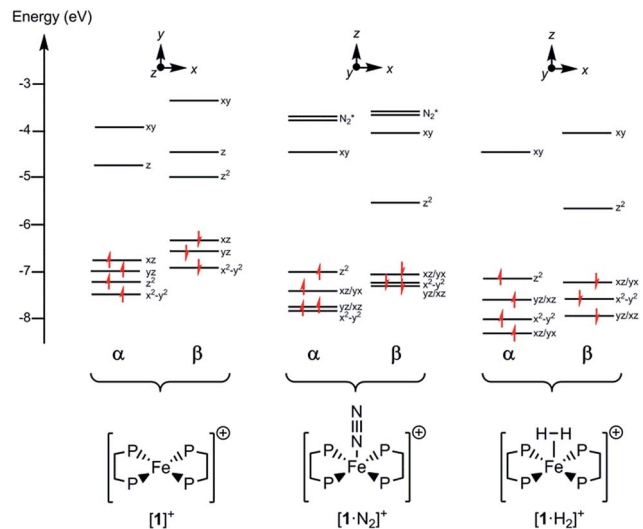 Energy (eV)
y
z x
z
y x
z
y x
-3
-4
-5
-6
-7
-8
xy
z
xz
yz
z²
x²-y²
xy
z
z²
xz
yz
x²-y²
N₂*
xy
z²
xz/yx
yz/xz
x²-y²
N₂*
xy
z²
xz/yx
x²-y²
yz/xz
xy
z²
yz/xz
x²-y²
xz/yx
xy
z²
xz/yx
x²-y²
yz/xz
α β α β α β
P P
Fe
P P
⊕
[1]⁺
N
N
P P
Fe
P P
⊕
[1·N₂]⁺
H-H
P P
Fe
P P
⊕
[1·H₂]⁺